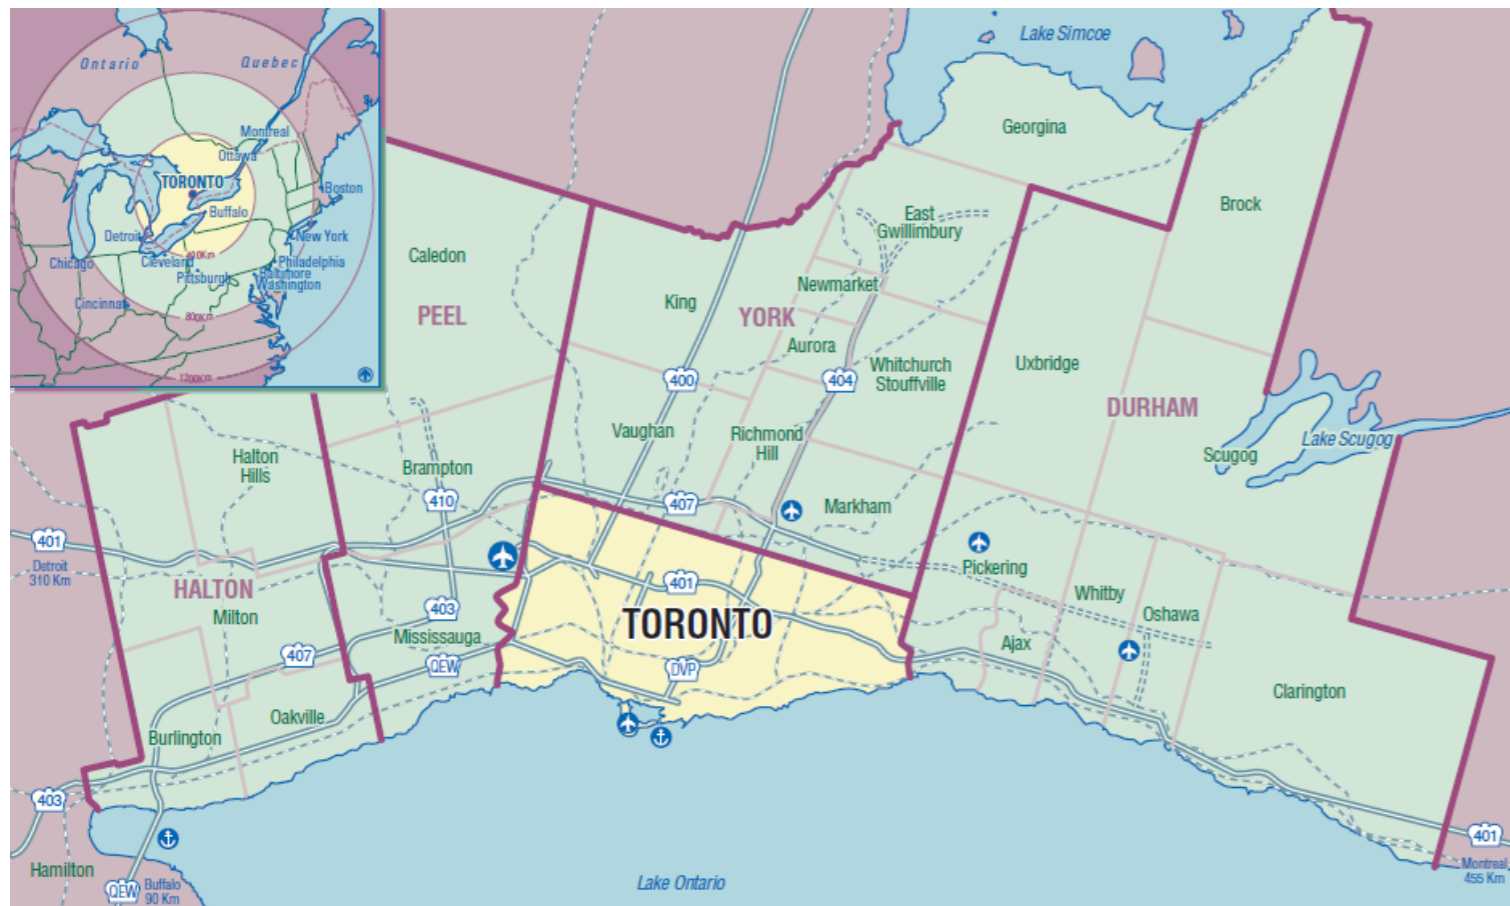 Ontario
Quebec
Montreal
Ottawa
TORONTO
Boston
Buffalo
Detroit
New York
Chicago
Cleveland
400Km
Philadelphia
Pittsburgh
Baltimore
Washington
Cincinnati
800Km
1200Km
Lake Simcoe
Georgina
Brock
East
Gwillimbury
Caledon
Newmarket
King
PEEL
YORK
Aurora
Whitchurch
Stouffville
Uxbridge
400
404
DURHAM
Vaughan
Richmond
Hill
Lake Scugog
Scugog
Halton
Hills
Brampton
410
407
Markham
401
Detroit
310 Km
Pickering
HALTON
Milton
403
401
Whitby
Oshawa
TORONTO
Mississauga
Ajax
407
QEW
DVP
Clarington
Oakville
Burlington
403
401
Hamilton
Montreal
455 Km
QEW
Buffalo
90 Km
Lake Ontario